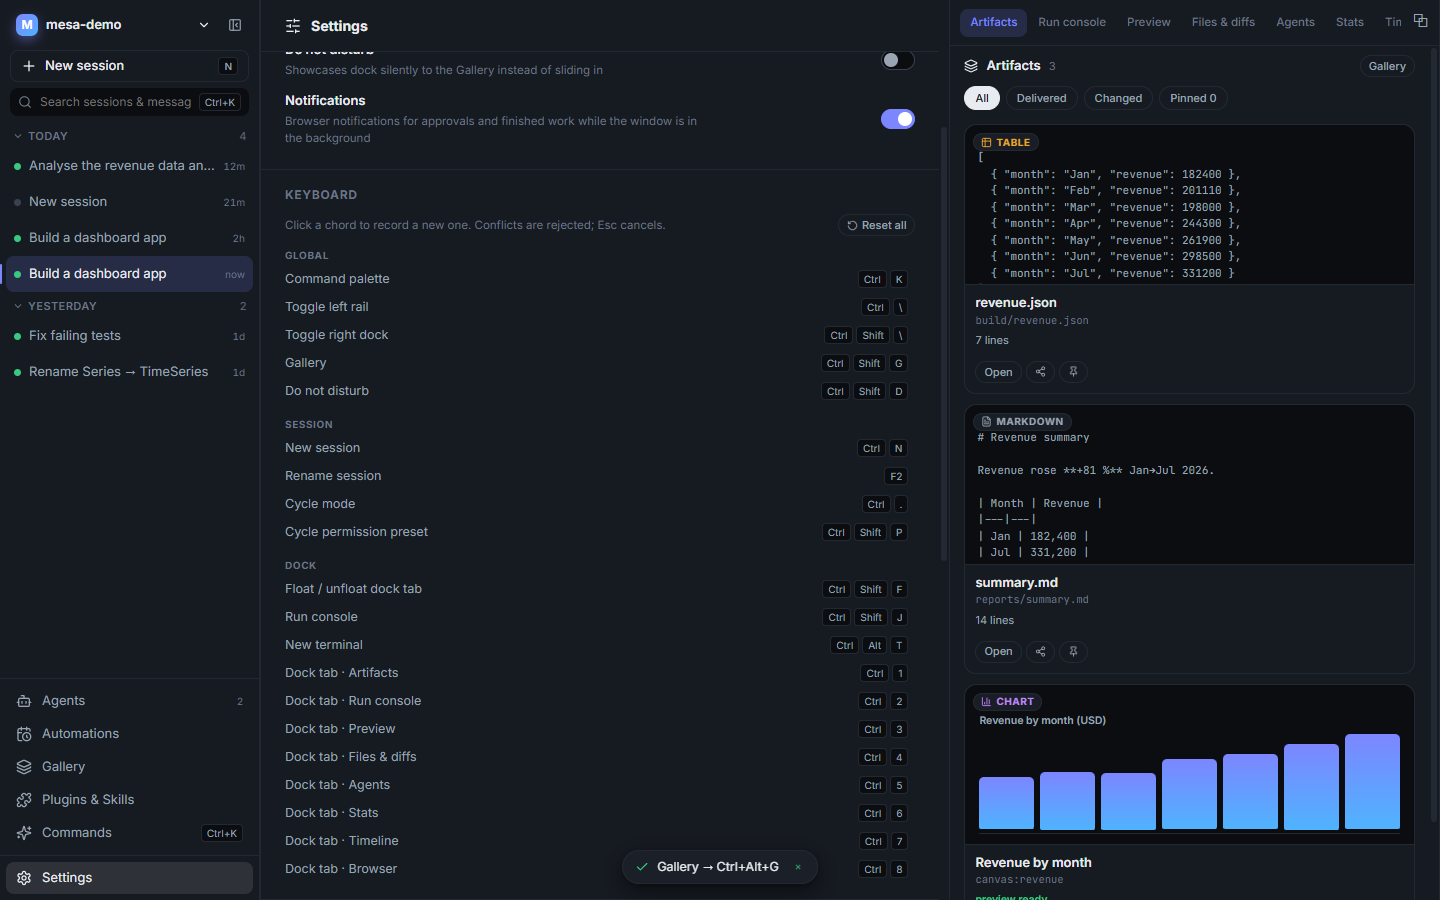 M mesa-demo
New session N
Search sessions & messag Ctrl+K
TODAY 4
Analyse the revenue data an... 12m
New session 21m
Build a dashboard app 2h
Build a dashboard app now
YESTERDAY 2
Fix failing tests 1d
Rename Series → TimeSeries 1d
Agents 2
Automations
Gallery
Plugins & Skills
Commands Ctrl+K
Settings
Settings
Do not disturb
Showcases dock silently to the Gallery instead of sliding in
Notifications
Browser notifications for approvals and finished work while the window is in
the background
KEYBOARD
Click a chord to record a new one. Conflicts are rejected; Esc cancels. Reset all
GLOBAL
Command palette Ctrl K
Toggle left rail Ctrl \
Toggle right dock Ctrl Shift \
Gallery Ctrl Shift G
Do not disturb Ctrl Shift D
SESSION
New session Ctrl N
Rename session F2
Cycle mode Ctrl .
Cycle permission preset Ctrl Shift P
DOCK
Float / unfloat dock tab Ctrl Shift F
Run console Ctrl Shift J
New terminal Ctrl Alt T
Dock tab · Artifacts Ctrl 1
Dock tab · Run console Ctrl 2
Dock tab · Preview Ctrl 3
Dock tab · Files & diffs Ctrl 4
Dock tab · Agents Ctrl 5
Dock tab · Stats Ctrl 6
Dock tab · Timeline Ctrl 7
Dock tab · Browser Ctrl 8
Gallery → Ctrl+Alt+G ×
Artifacts Run console Preview Files & diffs Agents Stats Tin
Artifacts 3 Gallery
All Delivered Changed Pinned 0
TABLE
[
{ "month": "Jan", "revenue": 182400 },
{ "month": "Feb", "revenue": 201110 },
{ "month": "Mar", "revenue": 198000 },
{ "month": "Apr", "revenue": 244300 },
{ "month": "May", "revenue": 261900 },
{ "month": "Jun", "revenue": 298500 },
{ "month": "Jul", "revenue": 331200 }
revenue.json
build/revenue.json
7 lines
Open
MARKDOWN
# Revenue summary
Revenue rose **+81 %** Jan→Jul 2026.
| Month | Revenue |
|---|---|
| Jan | 182,400 |
| Jul | 331,200 |
summary.md
reports/summary.md
14 lines
Open
CHART
Revenue by month (USD)
Revenue by month
canvas:revenue
preview ready